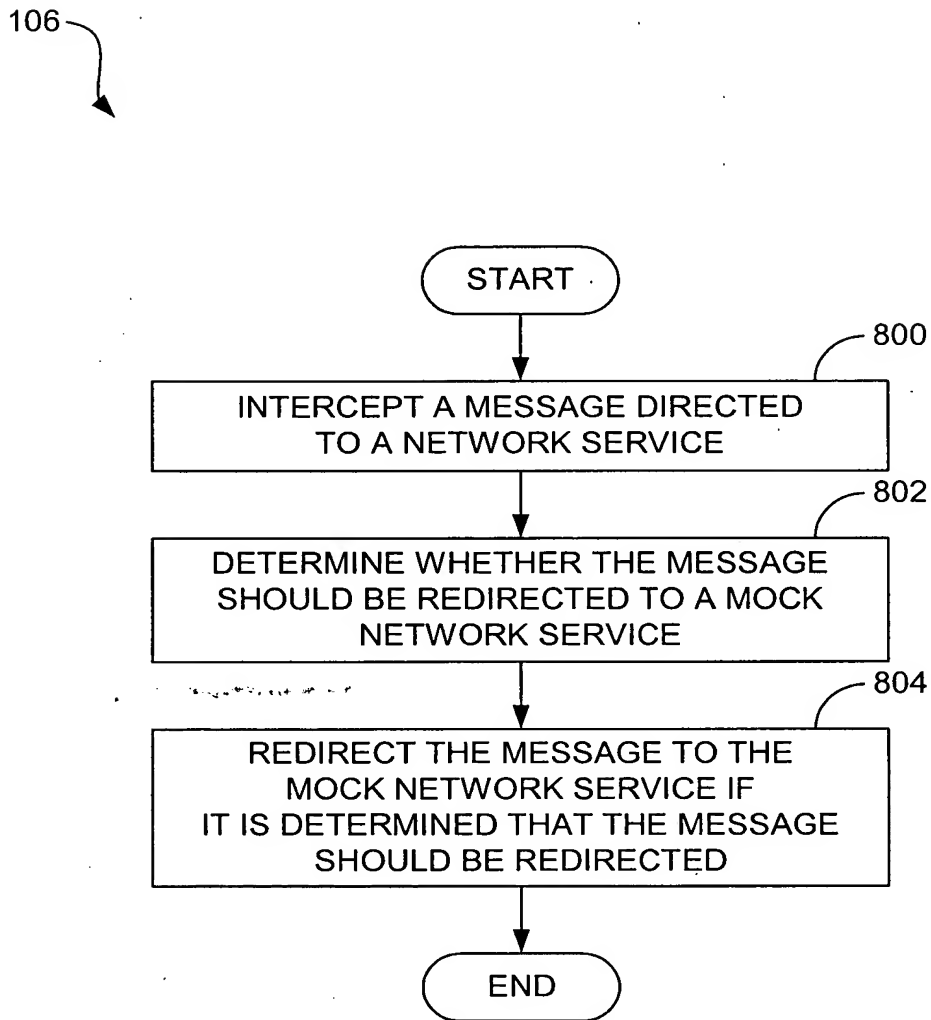 106
START
800
INTERCEPT A MESSAGE DIRECTED
TO A NETWORK SERVICE
802
DETERMINE WHETHER THE MESSAGE
SHOULD BE REDIRECTED TO A MOCK
NETWORK SERVICE
804
REDIRECT THE MESSAGE TO THE
MOCK NETWORK SERVICE IF
IT IS DETERMINED THAT THE MESSAGE
SHOULD BE REDIRECTED
END